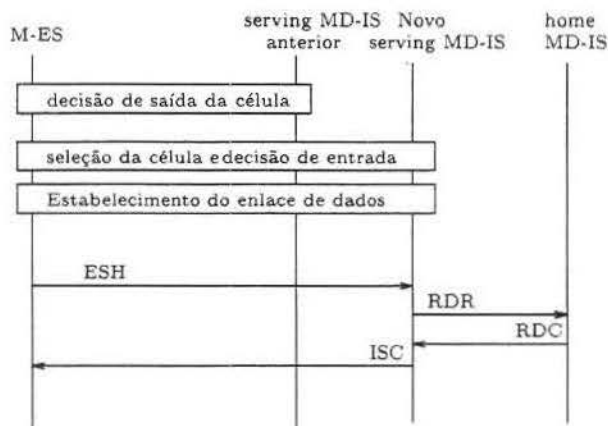 M-ES
serving MD-IS
anterior
Novo
serving MD-IS
home
MD-IS
decisão de saída da célula
seleção da célula e decisão de entrada
Estabelecimento do enlace de dados
ESH
RDR
RDC
ISC